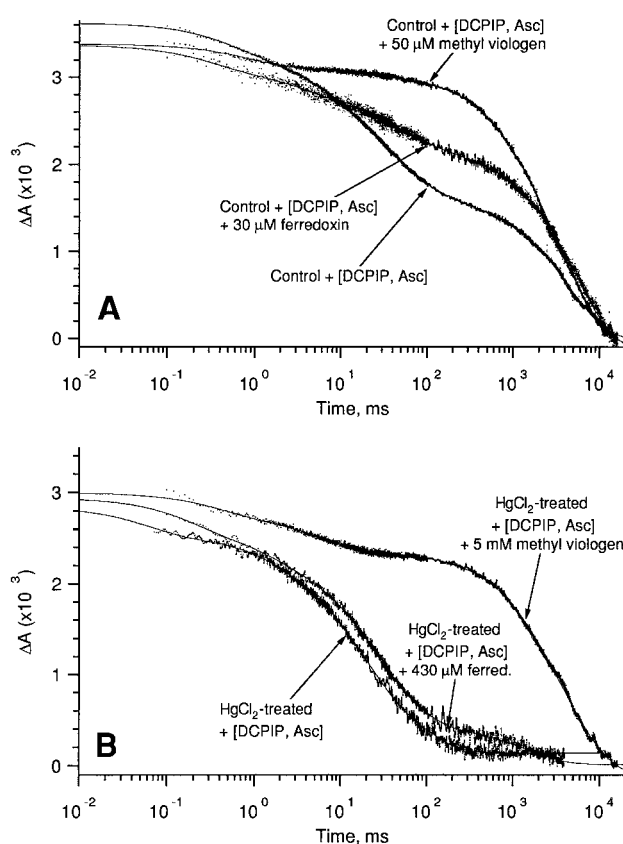 Control + [DCPIP, Asc]
+ 50 μM methyl viologen
3
2
1
0
ΔA (x10 3)
Control + [DCPIP, Asc]
+ 30 μM ferredoxin
Control + [DCPIP, Asc]
A
10-2 10-1 100 101 102 103 104
Time, ms
HgCl2-treated
+ [DCPIP, Asc]
+ 5 mM methyl viologen
3
2
1
0
ΔA (x10 3)
HgCl2-treated
+ [DCPIP, Asc]
+ 430 μM ferred.
HgCl2-treated
+ [DCPIP, Asc]
B
10-2 10-1 100 101 102 103 104
Time, ms